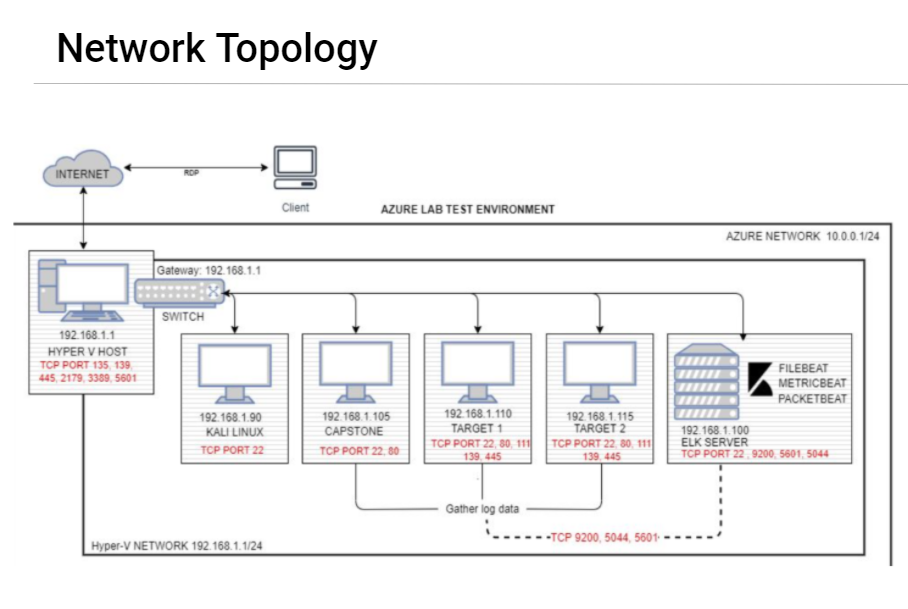 Network Topology
INTERNET
RDP
Client
AZURE LAB TEST ENVIRONMENT
AZURE NETWORK 10.0.0.1/24
Gateway: 192.168.1.1
SWITCH
192.168.1.1
HYPER V HOST
TCP PORT 135, 139,
445, 2179, 3389, 5601
192.168.1.90
KALI LINUX
TCP PORT 22
192.168.1.105
CAPSTONE
TCP PORT 22, 80
192.168.1.110
TARGET 1
TCP PORT 22, 80, 111
139, 445
192.168.1.115
TARGET 2
TCP PORT 22, 80, 111
139, 445
FILEBEAT
METRICBEAT
PACKETBEAT
192.168.1.100
ELK SERVER
TCP PORT 22 , 9200, 5601, 5044
Gather log data
TCP 9200, 5044, 5601
Hyper-V NETWORK 192.168.1.1/24